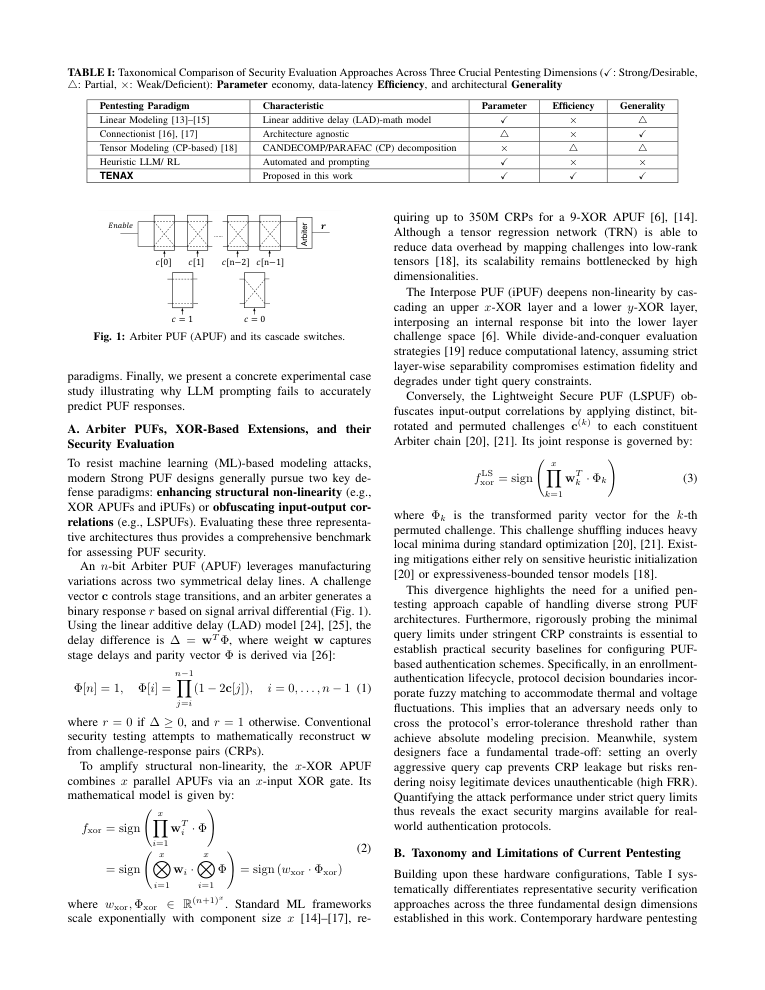 TABLE I: Taxonomical Comparison of Security Evaluation Approaches Across Three Crucial Pentesting Dimensions (✓: Strong/Desirable,
△: Partial, ×: Weak/Deficient): Parameter economy, data-latency Efficiency, and architectural Generality
Pentesting Paradigm Characteristic Parameter Efficiency Generality
Linear Modeling [13]–[15] Linear additive delay (LAD)-math model ✓ × △
Connectionist [16], [17] Architecture agnostic △ × ✓
Tensor Modeling (CP-based) [18] CANDECOMP/PARAFAC (CP) decomposition × △ △
Heuristic LLM/ RL Automated and prompting ✓ × ×
TENAX Proposed in this work ✓ ✓ ✓
Enable
......
Arbiter
r
c[0] c[1] c[n−2] c[n−1]
c = 1 c = 0
Fig. 1: Arbiter PUF (APUF) and its cascade switches.
paradigms. Finally, we present a concrete experimental case
study illustrating why LLM prompting fails to accurately
predict PUF responses.
A. Arbiter PUFs, XOR-Based Extensions, and their
Security Evaluation
To resist machine learning (ML)-based modeling attacks,
modern Strong PUF designs generally pursue two key de-
fense paradigms: enhancing structural non-linearity (e.g.,
XOR APUFs and iPUFs) or obfuscating input-output cor-
relations (e.g., LSPUFs). Evaluating these three representa-
tive architectures thus provides a comprehensive benchmark
for assessing PUF security.
An n-bit Arbiter PUF (APUF) leverages manufacturing
variations across two symmetrical delay lines. A challenge
vector c controls stage transitions, and an arbiter generates a
binary response r based on signal arrival differential (Fig. 1).
Using the linear additive delay (LAD) model [24], [25], the
delay difference is Δ = w^T Φ, where weight w captures
stage delays and parity vector Φ is derived via [26]:
Φ[n] = 1, Φ[i] = ∏_{j=i}^{n−1} (1 − 2c[j]), i = 0, . . . , n − 1 (1)
where r = 0 if Δ ≥ 0, and r = 1 otherwise. Conventional
security testing attempts to mathematically reconstruct w
from challenge-response pairs (CRPs).
To amplify structural non-linearity, the x-XOR APUF
combines x parallel APUFs via an x-input XOR gate. Its
mathematical model is given by:
f_xor = sign ( ∏_{i=1}^{x} w_i^T · Φ )
= sign ( ⨂_{i=1}^{x} w_i · ⨂_{i=1}^{x} Φ ) = sign (w_xor · Φ_xor) (2)
where w_xor, Φ_xor ∈ ℝ^{(n+1)^x}. Standard ML frameworks
scale exponentially with component size x [14]–[17], re-
quiring up to 350M CRPs for a 9-XOR APUF [6], [14].
Although a tensor regression network (TRN) is able to
reduce data overhead by mapping challenges into low-rank
tensors [18], its scalability remains bottlenecked by high
dimensionalities.
The Interpose PUF (iPUF) deepens non-linearity by cas-
cading an upper x-XOR layer and a lower y-XOR layer,
interposing an internal response bit into the lower layer
challenge space [6]. While divide-and-conquer evaluation
strategies [19] reduce computational latency, assuming strict
layer-wise separability compromises estimation fidelity and
degrades under tight query constraints.
Conversely, the Lightweight Secure PUF (LSPUF) ob-
fuscates input-output correlations by applying distinct, bit-
rotated and permuted challenges c^(k) to each constituent
Arbiter chain [20], [21]. Its joint response is governed by:
f_xor^LS = sign ( ∏_{k=1}^{x} w_k^T · Φ_k ) (3)
where Φ_k is the transformed parity vector for the k-th
permuted challenge. This challenge shuffling induces heavy
local minima during standard optimization [20], [21]. Exist-
ing mitigations either rely on sensitive heuristic initialization
[20] or expressiveness-bounded tensor models [18].
This divergence highlights the need for a unified pen-
testing approach capable of handling diverse strong PUF
architectures. Furthermore, rigorously probing the minimal
query limits under stringent CRP constraints is essential to
establish practical security baselines for configuring PUF-
based authentication schemes. Specifically, in an enrollment-
authentication lifecycle, protocol decision boundaries incor-
porate fuzzy matching to accommodate thermal and voltage
fluctuations. This implies that an adversary needs only to
cross the protocol's error-tolerance threshold rather than
achieve absolute modeling precision. Meanwhile, system
designers face a fundamental trade-off: setting an overly
aggressive query cap prevents CRP leakage but risks ren-
dering noisy legitimate devices unauthenticable (high FRR).
Quantifying the attack performance under strict query limits
thus reveals the exact security margins available for real-
world authentication protocols.
B. Taxonomy and Limitations of Current Pentesting
Building upon these hardware configurations, Table I sys-
tematically differentiates representative security verification
approaches across the three fundamental design dimensions
established in this work. Contemporary hardware pentesting